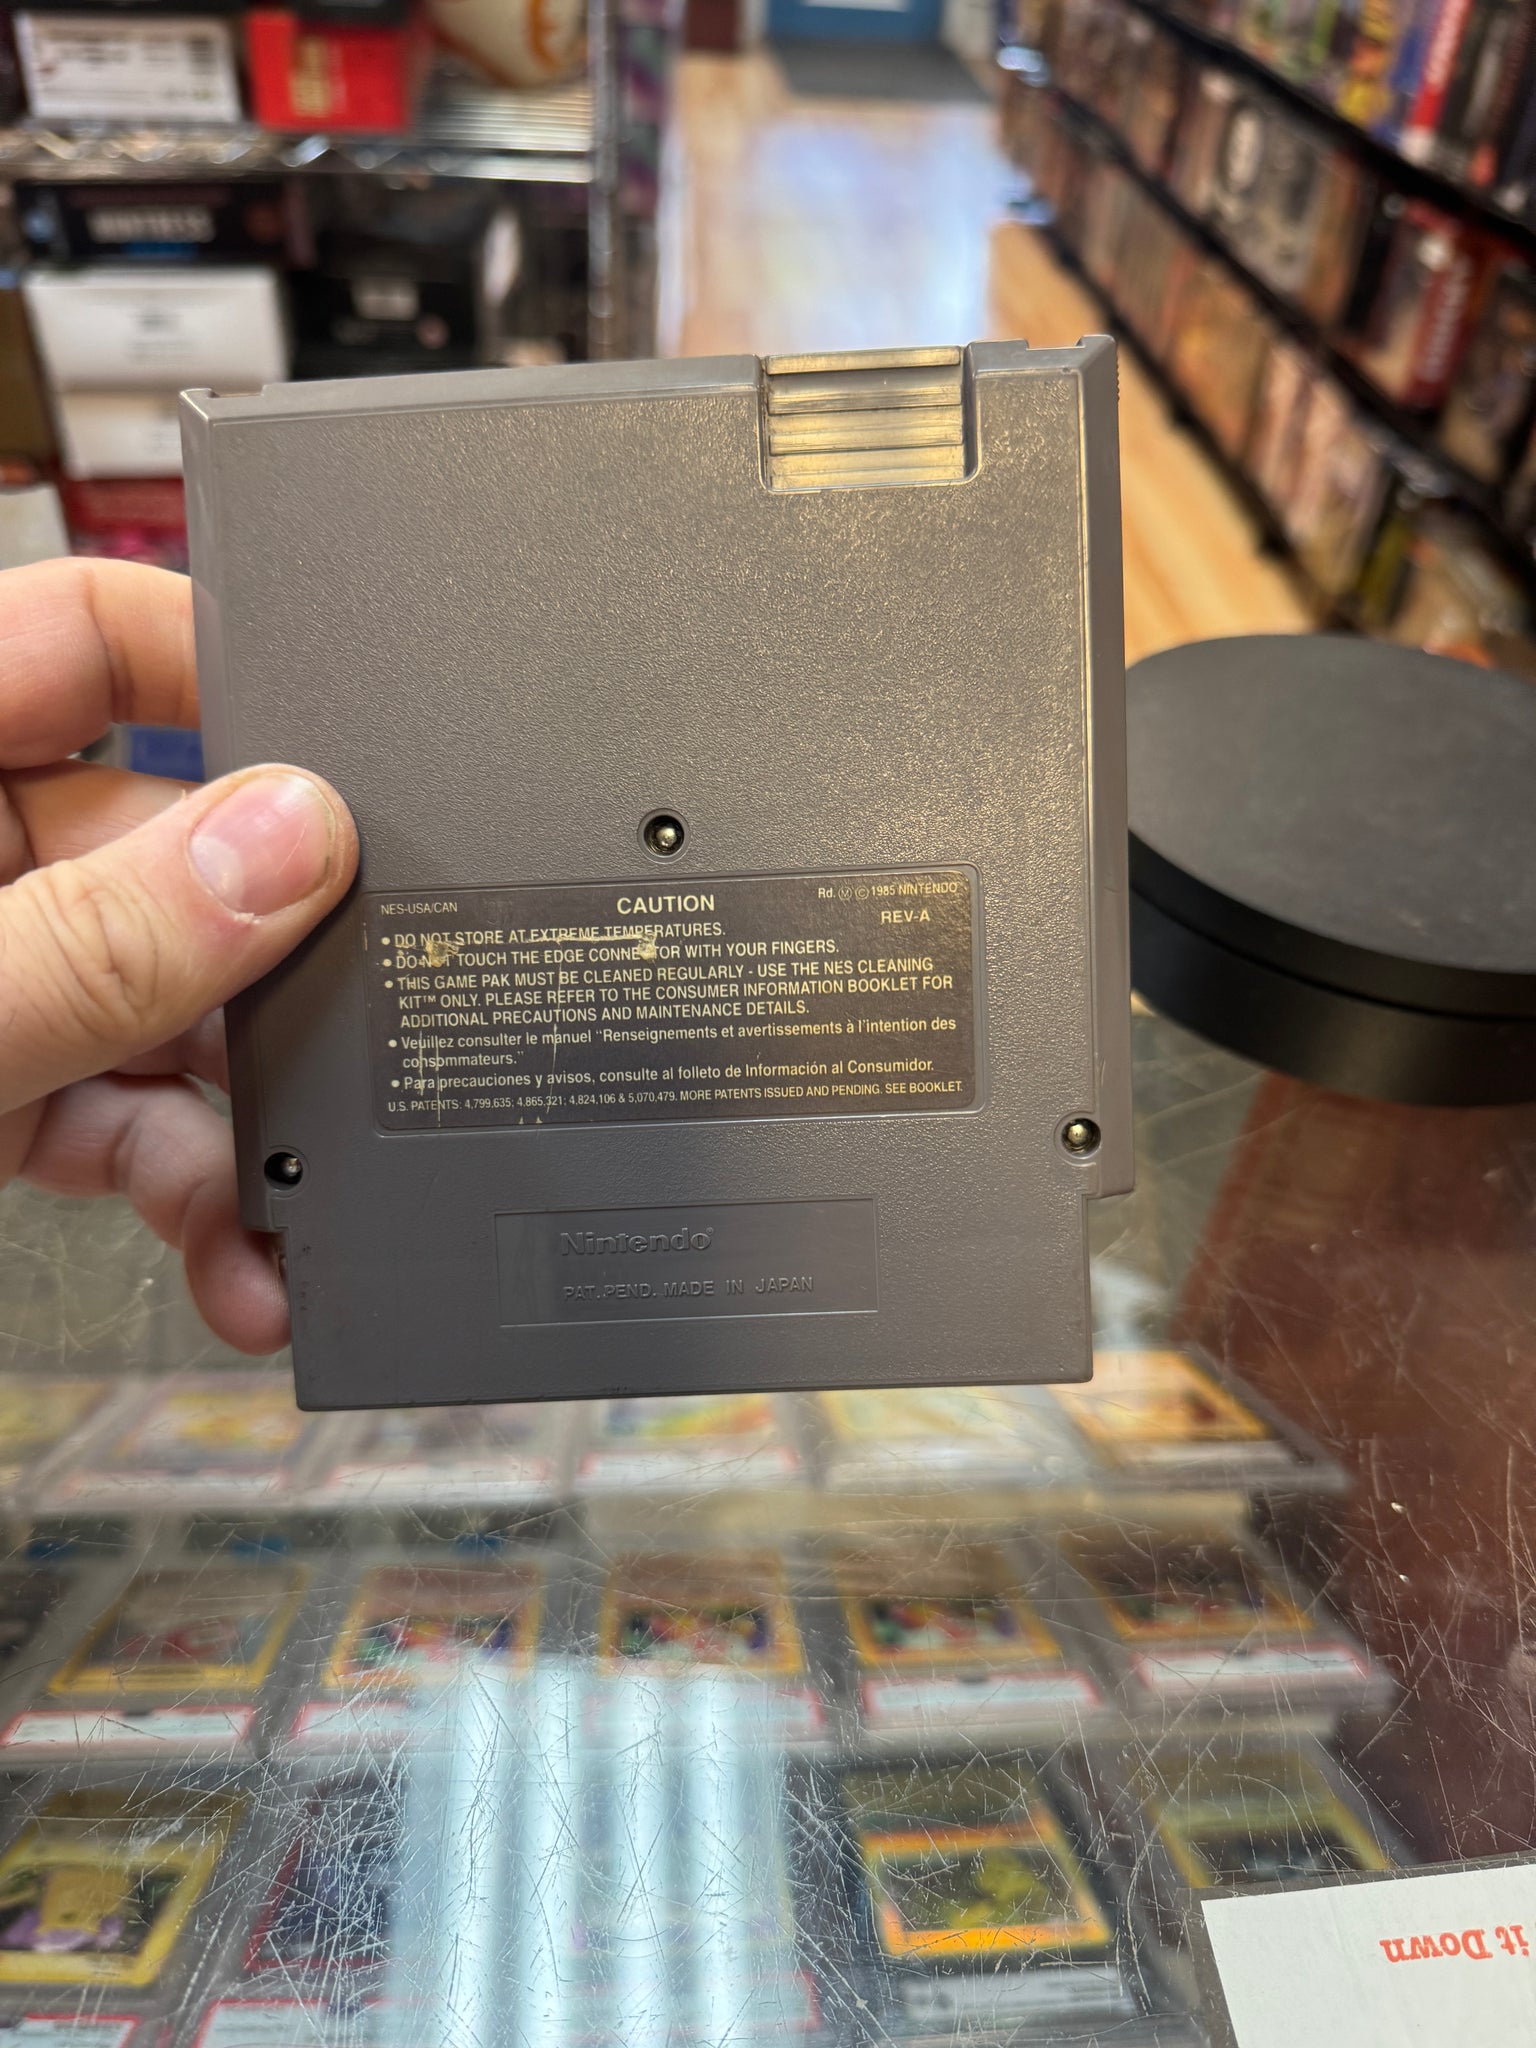 NES-USA/CAN
CAUTION
Rd. Ⓜ © 1985 NINTENDO
REV-A
• DO NOT STORE AT EXTREME TEMPERATURES.
• DO NOT TOUCH THE EDGE CONNECTOR WITH YOUR FINGERS.
• THIS GAME PAK MUST BE CLEANED REGULARLY - USE THE NES CLEANING
KIT™ ONLY. PLEASE REFER TO THE CONSUMER INFORMATION BOOKLET FOR
ADDITIONAL PRECAUTIONS AND MAINTENANCE DETAILS.
• Veuillez consulter le manuel "Renseignements et avertissements à l'intention des
consommateurs."
• Para precauciones y avisos, consulte al folleto de Información al Consumidor.
U.S. PATENTS: 4,799,635; 4,865,321; 4,824,106 & 5,070,479. MORE PATENTS ISSUED AND PENDING. SEE BOOKLET.
Nintendo®
PAT. PEND. MADE IN JAPAN
it Down